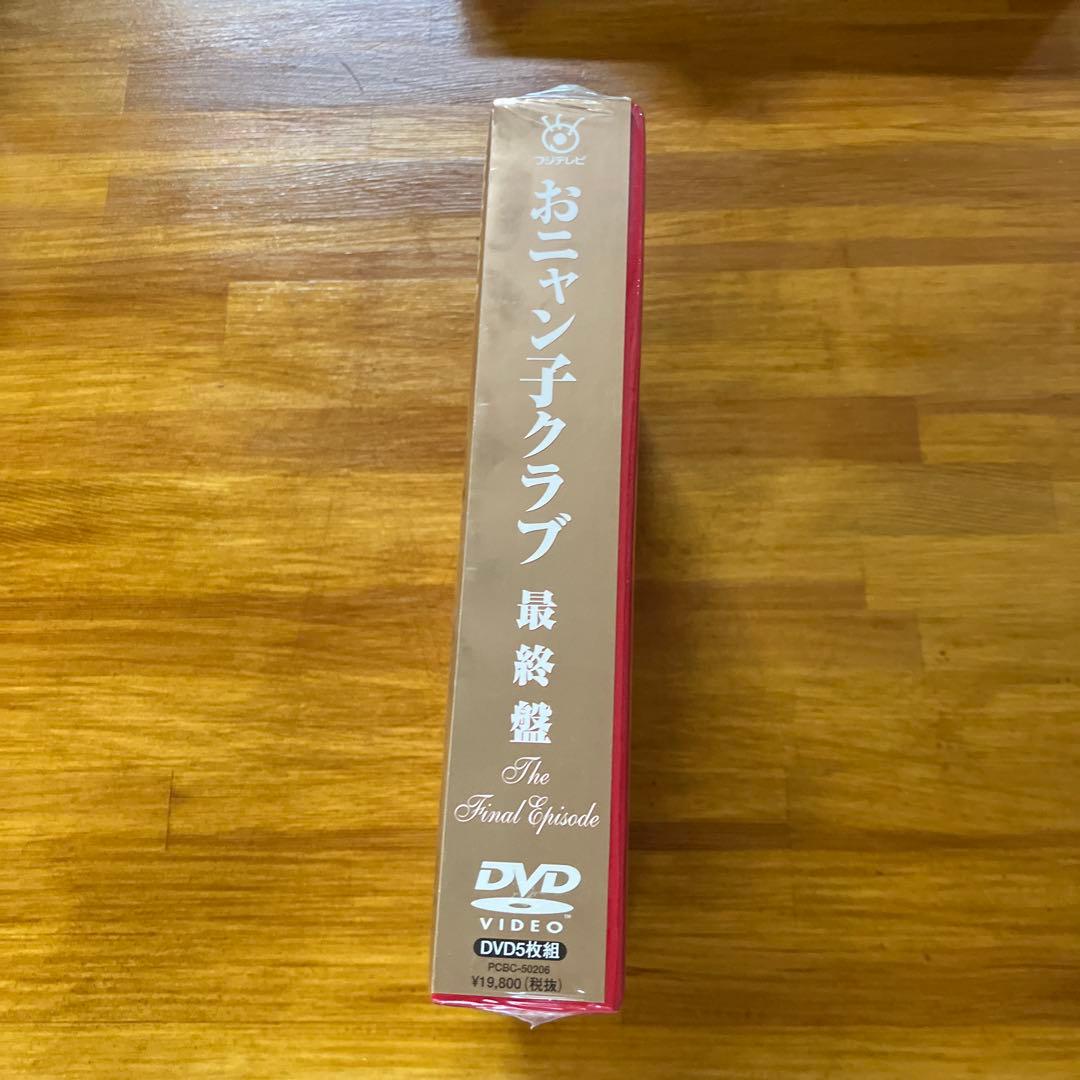 フジテレビ
おニャン子クラブ
最終盤
The
Final Episode
DVD
VIDEO
TM
DVD5枚組
PCBC-50206
¥19,800(税抜)